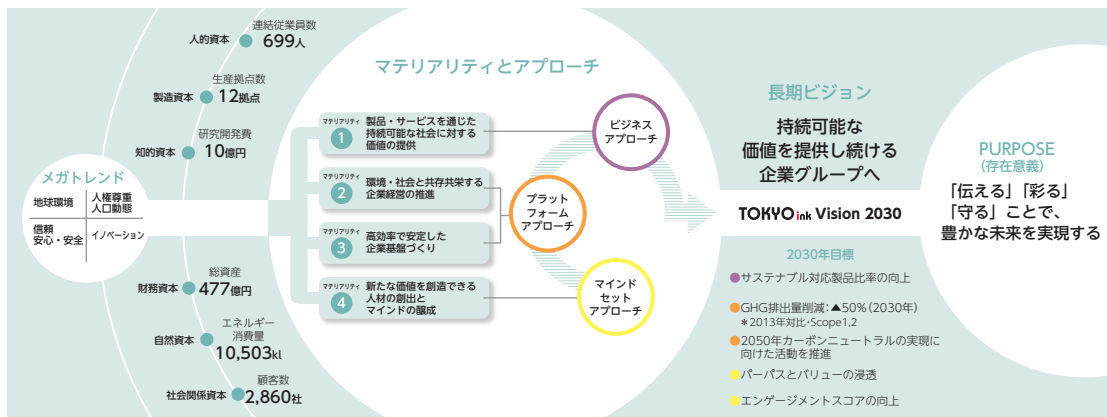 メガトレンド
地球環境
人権尊重
人口動態
信頼
安心・安全
イノベーション
人的資本
連結従業員数
699人
製造資本
生産拠点数
12拠点
知的資本
研究開発費
10億円
財務資本
総資産
477億円
自然資本
エネルギー
消費量
10,503kl
社会関係資本
顧客数
2,860社
マテリアリティとアプローチ
マテリアリティ
1
製品・サービスを通じた
持続可能な社会に対する
価値の提供
マテリアリティ
2
環境・社会と共存共栄する
企業経営の推進
マテリアリティ
3
高効率で安定した
企業基盤づくり
マテリアリティ
4
新たな価値を創造できる
人材の創出と
マインドの醸成
ビジネス
アプローチ
プラット
フォーム
アプローチ
マインド
セット
アプローチ
長期ビジョン
持続可能な
価値を提供し続ける
企業グループへ
TOKYO ink Vision 2030
2030年目標
サステナブル対応製品比率の向上
GHG排出量削減:▲50%(2030年)
＊2013年対比・Scope1,2
2050年カーボンニュートラルの実現に
向けた活動を推進
パーパスとバリューの浸透
エンゲージメントスコアの向上
PURPOSE
(存在意義)
「伝える」「彩る」
「守る」ことで、
豊かな未来を実現する